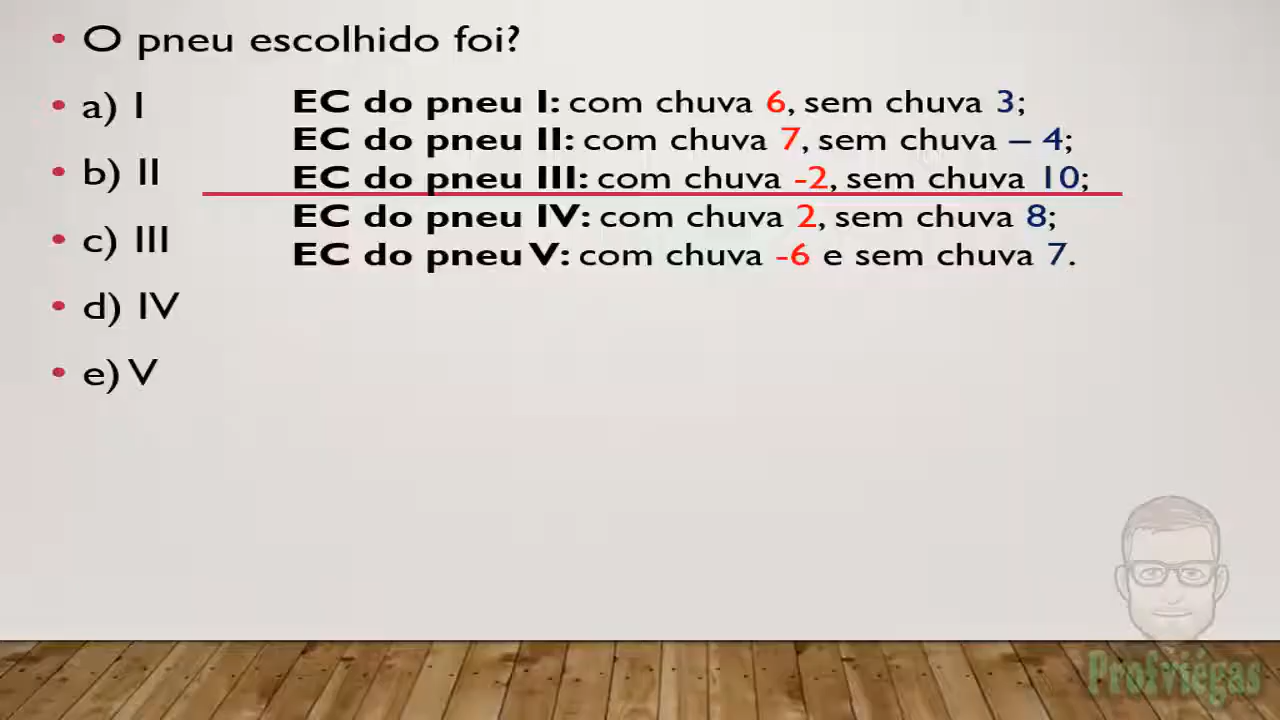 • O pneu escolhido foi?
• a) I
• b) II
• c) III
• d) IV
• e) V
EC do pneu I: com chuva 6, sem chuva 3;
EC do pneu II: com chuva 7, sem chuva – 4;
EC do pneu III: com chuva -2, sem chuva 10;
EC do pneu IV: com chuva 2, sem chuva 8;
EC do pneu V: com chuva -6 e sem chuva 7.
Profviégas